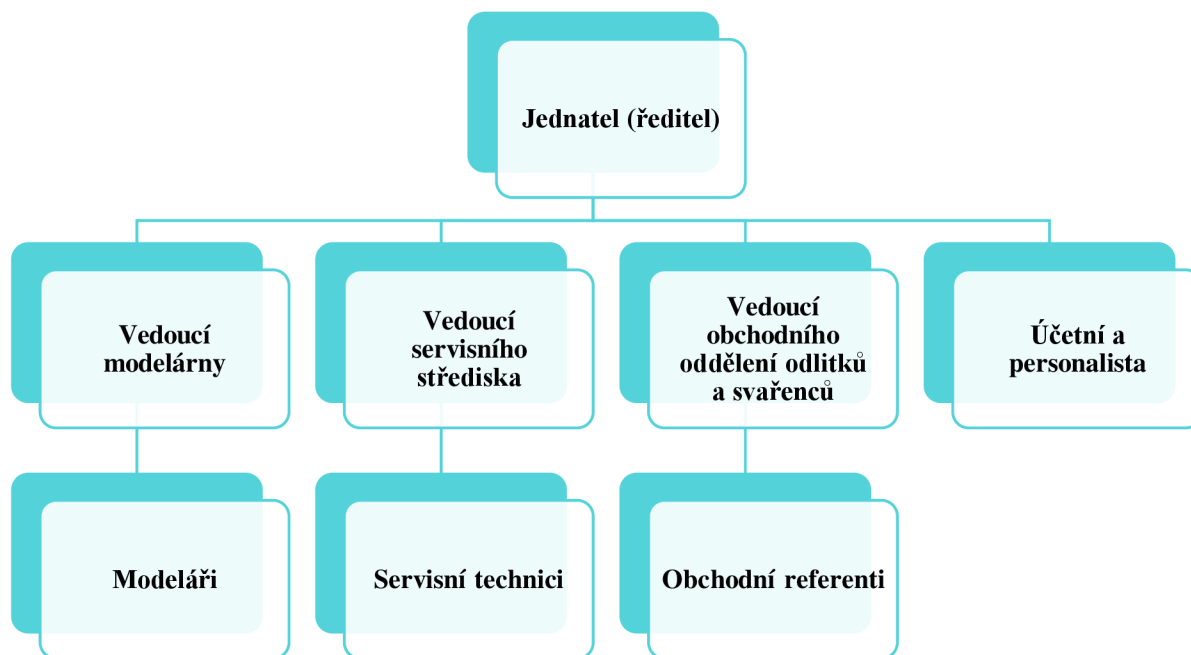 Jednatel (ředitel)
Vedoucí
modelárny
Vedoucí
servisního
střediska
Vedoucí
obchodního
oddělení odlitků
a svařenců
Účetní a
personalista
Modeláři
Servisní technici
Obchodní referenti